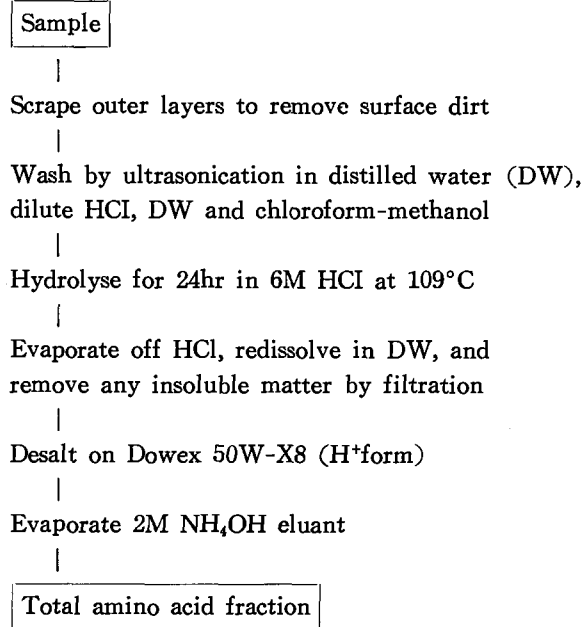 Sample
Scrape outer layers to remove surface dirt
Wash by ultrasonication in distilled water (DW),
dilute HCl, DW and chloroform-methanol
Hydrolyse for 24hr in 6M HCl at 109°C
Evaporate off HCl, redissolve in DW, and
remove any insoluble matter by filtration
Desalt on Dowex 50W-X8 (H⁺form)
Evaporate 2M NH₄OH eluant
Total amino acid fraction